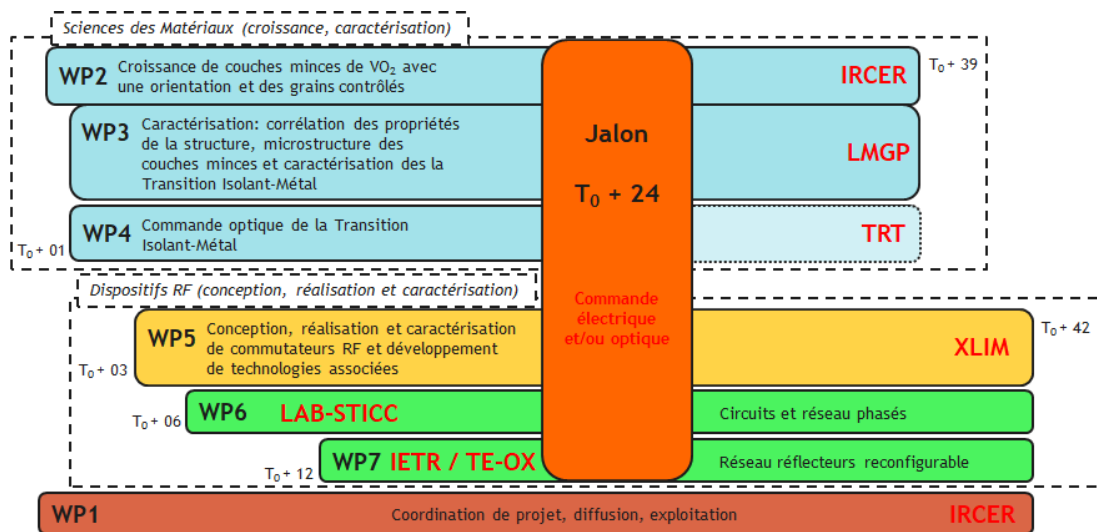 Sciences des Matériaux (croissance, caractérisation)
WP2
Croissance de couches minces de VO₂ avec
une orientation et des grains contrôlés
IRCER
T₀ + 39
WP3
Caractérisation: corrélation des propriétés
de la structure, microstructure des
couches minces et caractérisation des la
Transition Isolant-Métal
LMGP
Jalon
T₀ + 24
WP4
Commande optique de la Transition
Isolant-Métal
TRT
T₀ + 01
Dispositifs RF (conception, réalisation et caractérisation)
Commande
électrique
et/ou optique
WP5
Conception, réalisation et caractérisation
de commutateurs RF et développement
de technologies associées
XLIM
T₀ + 42
T₀ + 03
WP6 LAB-STICC
Circuits et réseau phasés
T₀ + 06
WP7 IETR / TE-OX
Réseau réflecteurs reconfigurable
T₀ + 12
WP1
Coordination de projet, diffusion, exploitation
IRCER